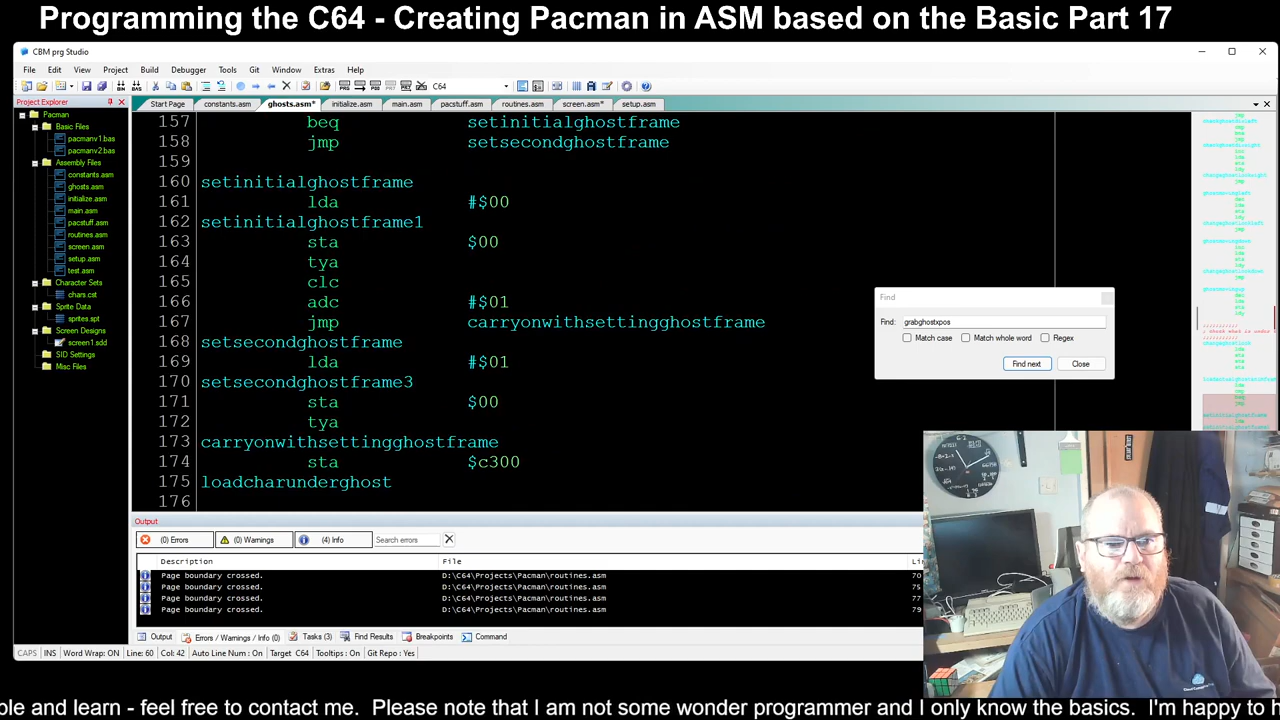 Programming the C64 - Creating Pacman in ASM based on the Basic Part 17
CBM prg Studio
File Edit View Project Build Debugger Tools Git Window Extras Help
C64
Project Explorer
Start Page constants.asm ghosts.asm* initialize.asm main.asm pacstuff.asm routines.asm screen.asm* setup.asm
Pacman
Basic Files
pacmanv1.bas
pacmanv2.bas
Assembly Files
constants.asm
ghosts.asm
initialize.asm
main.asm
pacstuff.asm
routines.asm
screen.asm
setup.asm
test.asm
Character Sets
chars.cst
Sprite Data
sprites.spt
Screen Designs
screen1.sdd
SID Settings
Misc Files
157 beq setinitialghostframe
158 jmp setsecondghostframe
159
160 setinitialghostframe
161 lda #$00
162 setinitialghostframe1
163 sta $00
164 tya
165 clc
166 adc #$01
167 jmp carryonwithsettingghostframe
168 setsecondghostframe
169 lda #$01
170 setsecondghostframe3
171 sta $00
172 tya
173 carryonwithsettingghostframe
174 sta $c300
175 loadcharunderghost
176
Find
Find: grabghostxpos
Match case Match whole word Regex
Find next Close
Output
(0) Errors (0) Warnings (4) Info Search errors
Description File
Page boundary crossed. D:\C64\Projects\Pacman\routines.asm 70
Page boundary crossed. D:\C64\Projects\Pacman\routines.asm 75
Page boundary crossed. D:\C64\Projects\Pacman\routines.asm 77
Page boundary crossed. D:\C64\Projects\Pacman\routines.asm 79
Output Errors / Warnings / Info (0) Tasks (3) Find Results Breakpoints Command
CAPS INS Word Wrap: ON Line: 60 Col: 42 Auto Line Num : On Target C64 Tooltips : On Git Repo : Yes
ple and learn - feel free to contact me. Please note that I am not some wonder programmer and I only know the basics. I'm happy to h